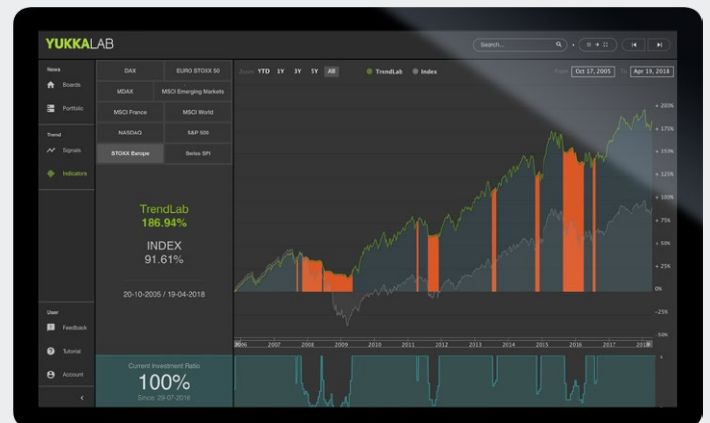 YUKKALAB
Search...
News
Boards
Portfolio
Trend
Signals
Indicators
DAX
EURO STOXX 50
MDAX
MSCI Emerging Markets
MSCI France
MSCI World
NASDAQ
S&P 500
STOXX Europe
Swiss SPI
TrendLab
186.94%
INDEX
91.61%
20-10-2005 / 19-04-2018
User
Feedback
Tutorial
Account
Current Investment Ratio
100%
Since 29-07-2016
Zoom YTD 1Y 3Y 5Y All
TrendLab Index
From Oct 17, 2005 To Apr 19, 2018
+ 200%
+ 175%
+ 150%
+ 125%
+ 100%
+ 75%
+ 50%
+ 25%
0%
-25%
-50%
2006 2007 2008 2009 2010 2011 2012 2013 2014 2015 2016 2017 2018